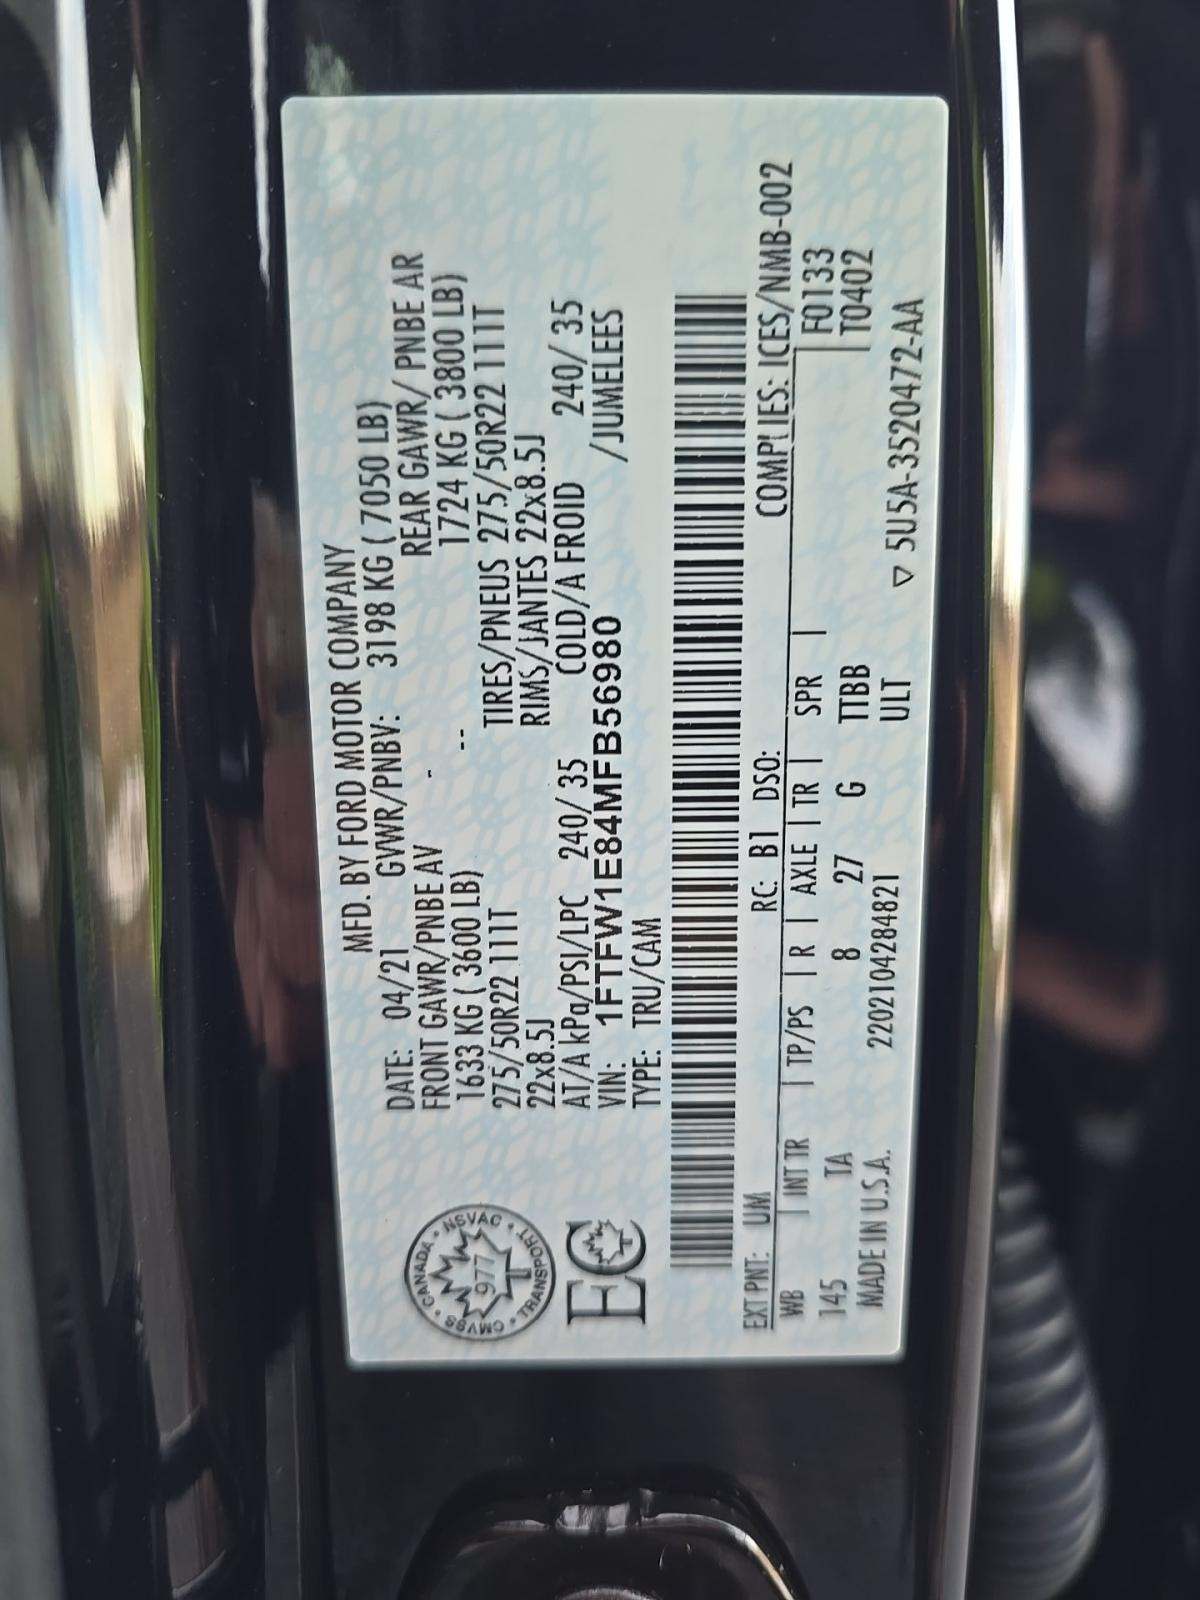 MFD. BY FORD MOTOR COMPANY
DATE: 04/21 GVWR/PNBV: 3198 KG ( 7050 LB)
FRONT GAWR/PNBE AV - REAR GAWR/ PNBE AR
1633 KG ( 3600 LB) -- 1724 KG ( 3800 LB)
275/50R22 111T TIRES/PNEUS 275/50R22 111T
22x8.5J RIMS/JANTES 22x8.5J
AT/A kPa/PSI/LPC 240/ 35 COLD/A FROID 240/ 35
VIN: 1FTFW1E84MFB56980 /JUMELEES
TYPE: TRU/CAM
CANADA • NSVAC • TRANSPORT • CMVSS
977
EC
COMPLIES: ICES/NMB-002
EXT PNT: UM RC: B1 DSO: F0133
WB | INT TR | TP/PS | R | AXLE | TR | SPR | T0402
145 TA 8 27 G TTBB
MADE IN U.S.A. 2202104284821 ULT ▽ 5U5A-3520472-AA